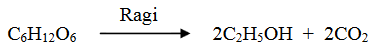 Ragi
C₆H₁₂O₆ ⟶ 2C₂H₅OH + 2CO₂